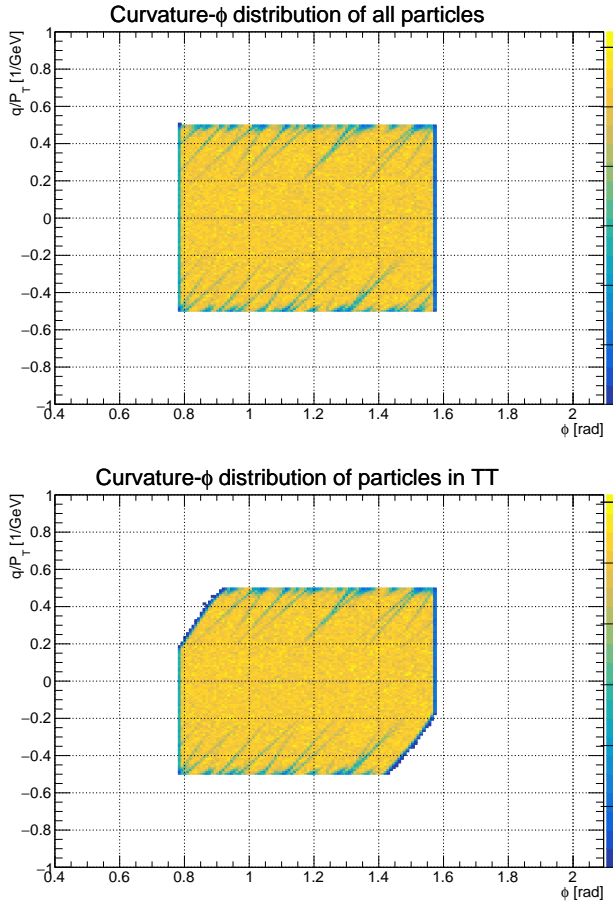 Curvature-ϕ distribution of all particles
q/P_T [1/GeV]
1
0.8
0.6
0.4
0.2
0
−0.2
−0.4
−0.6
−0.8
−1
0.4 0.6 0.8 1 1.2 1.4 1.6 1.8 2
ϕ [rad]
Curvature-ϕ distribution of particles in TT
q/P_T [1/GeV]
1
0.8
0.6
0.4
0.2
0
−0.2
−0.4
−0.6
−0.8
−1
0.4 0.6 0.8 1 1.2 1.4 1.6 1.8 2
ϕ [rad]